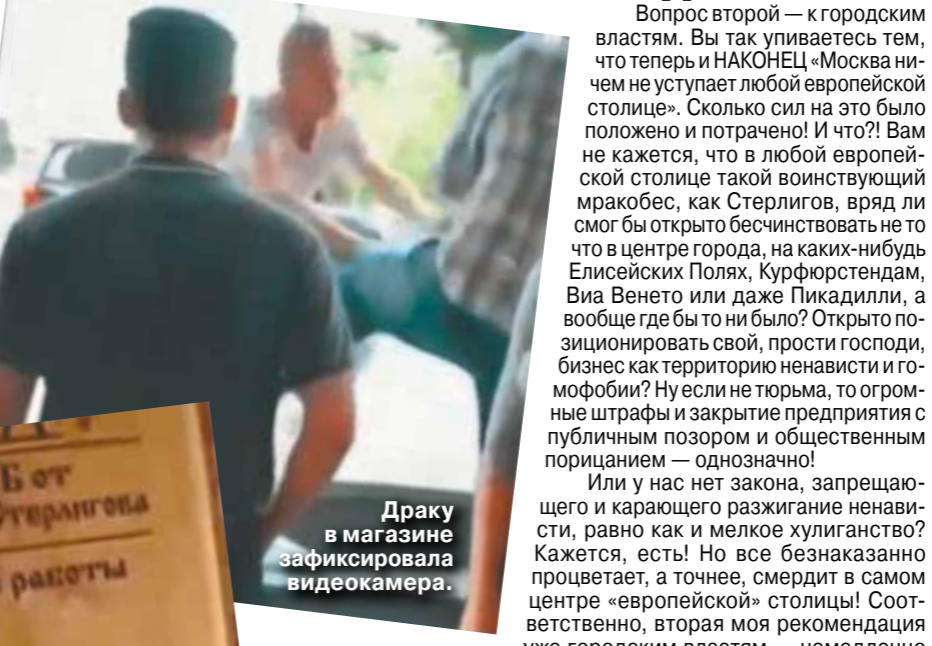 Вопрос второй — к городским
властям. Вы так упиваетесь тем,
что теперь и НАКОНЕЦ «Москва ни-
чем не уступает любой европейской
столице». Сколько сил на это было
положено и потрачено! И что?! Вам
не кажется, что в любой европей-
ской столице такой воинствующий
мракобес, как Стерлигов, вряд ли
смог бы открыто бесчинствовать не то
что в центре города, на каких-нибудь
Елисейских Полях, Курфюрстендам,
Виа Венето или даже Пикадилли, а
вообще где бы то ни было? Открыто по-
зиционировать свой, прости господи,
бизнес как территорию ненависти и го-
мофобии? Ну если не тюрьма, то огром-
ные штрафы и закрытие предприятия с
публичным позором и общественным
порицанием — однозначно!
Или у нас нет закона, запрещаю-
щего и карающего разжигание ненави-
сти, равно как и мелкое хулиганство?
Кажется, есть! Но все безнаказанно
процветает, а точнее, смердит в самом
центре «европейской» столицы! Соот-
ветственно, вторая моя рекомендация
уже городским властям — немедленно
Драку
в магазине
зафиксировала
видеокамера.
Б от
Стерлигова
работы